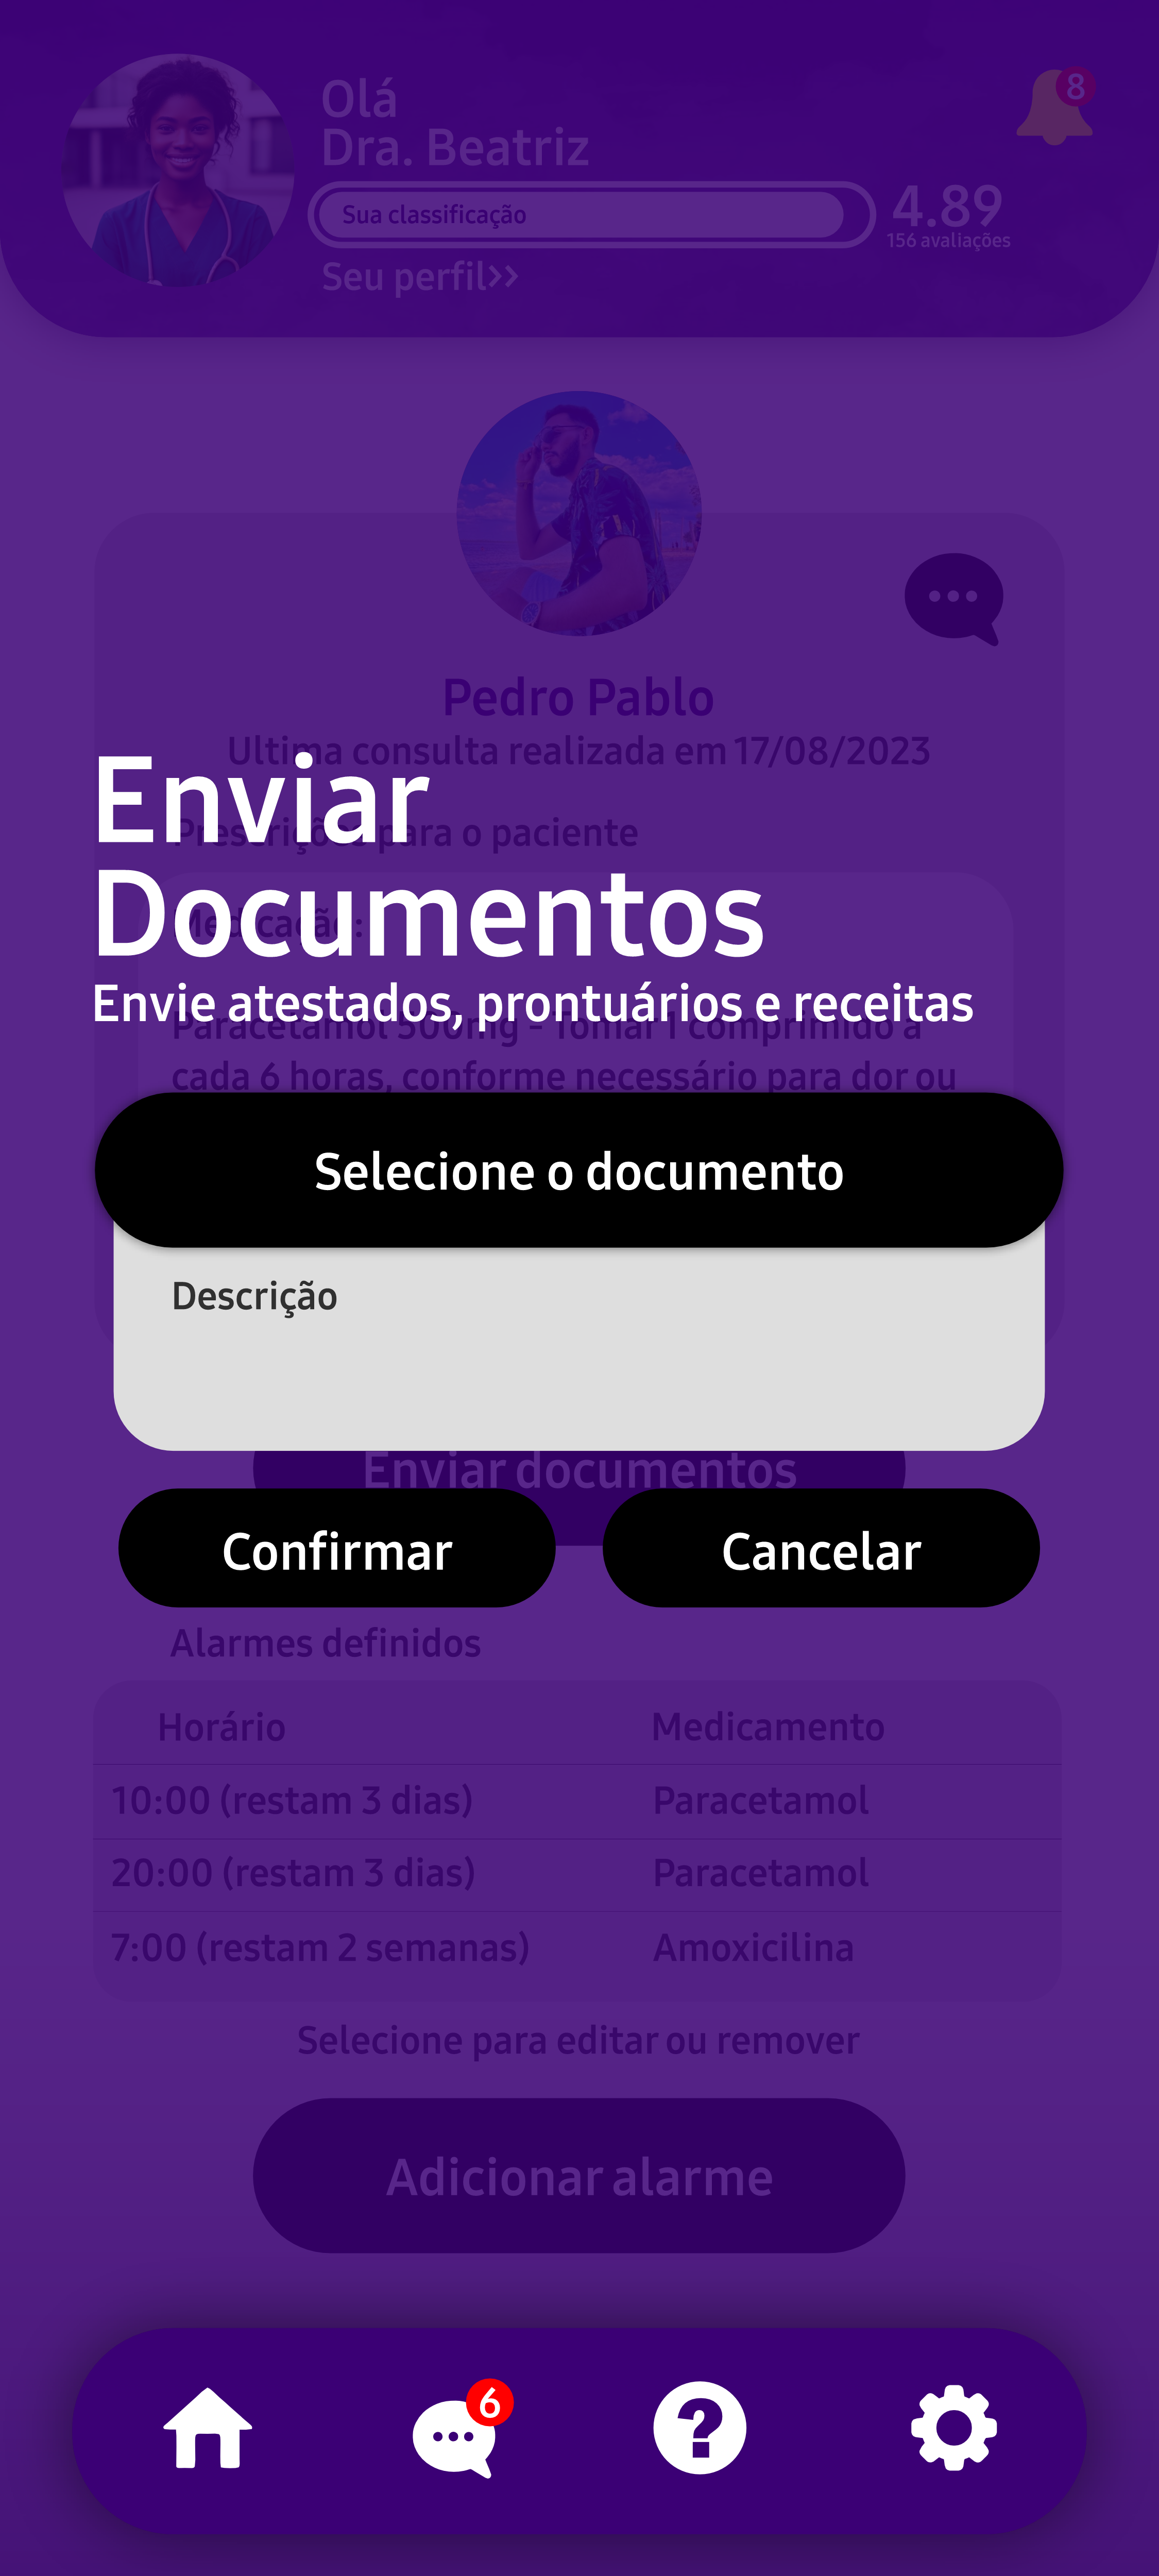 Olá
Dra. Beatriz
8
Sua classificação
4.89
156 avaliações
Seu perfil>>
Pedro Pablo
Ultima consulta realizada em 17/08/2023
Enviar
Prescrições para o paciente
Documentos
Medicação:
Envie atestados, prontuários e receitas
Paracetamol 500mg - Tomar 1 comprimido a
cada 6 horas, conforme necessário para dor ou
Selecione o documento
Descrição
Enviar documentos
Confirmar Cancelar
Alarmes definidos
Horário Medicamento
10:00 (restam 3 dias) Paracetamol
20:00 (restam 3 dias) Paracetamol
7:00 (restam 2 semanas) Amoxicilina
Selecione para editar ou remover
Adicionar alarme
6